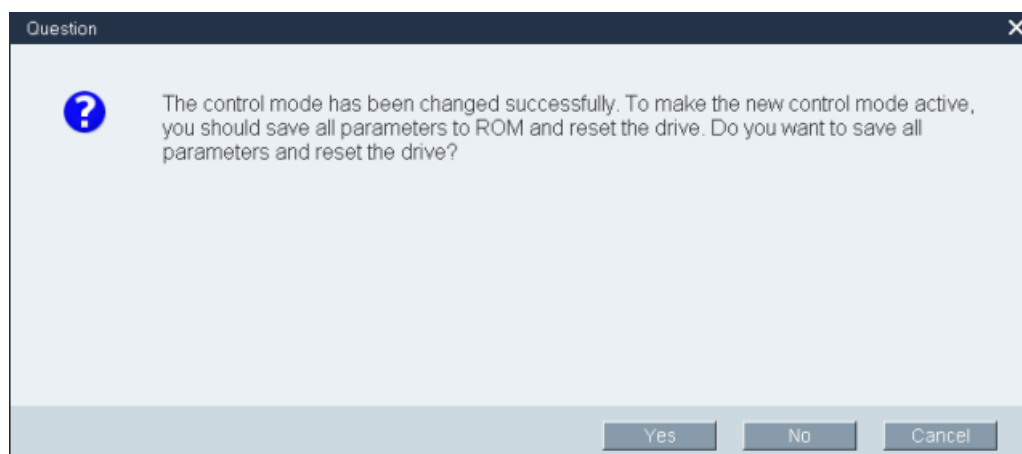 Question
The control mode has been changed successfully. To make the new control mode active,
you should save all parameters to ROM and reset the drive. Do you want to save all
parameters and reset the drive?
Yes No Cancel